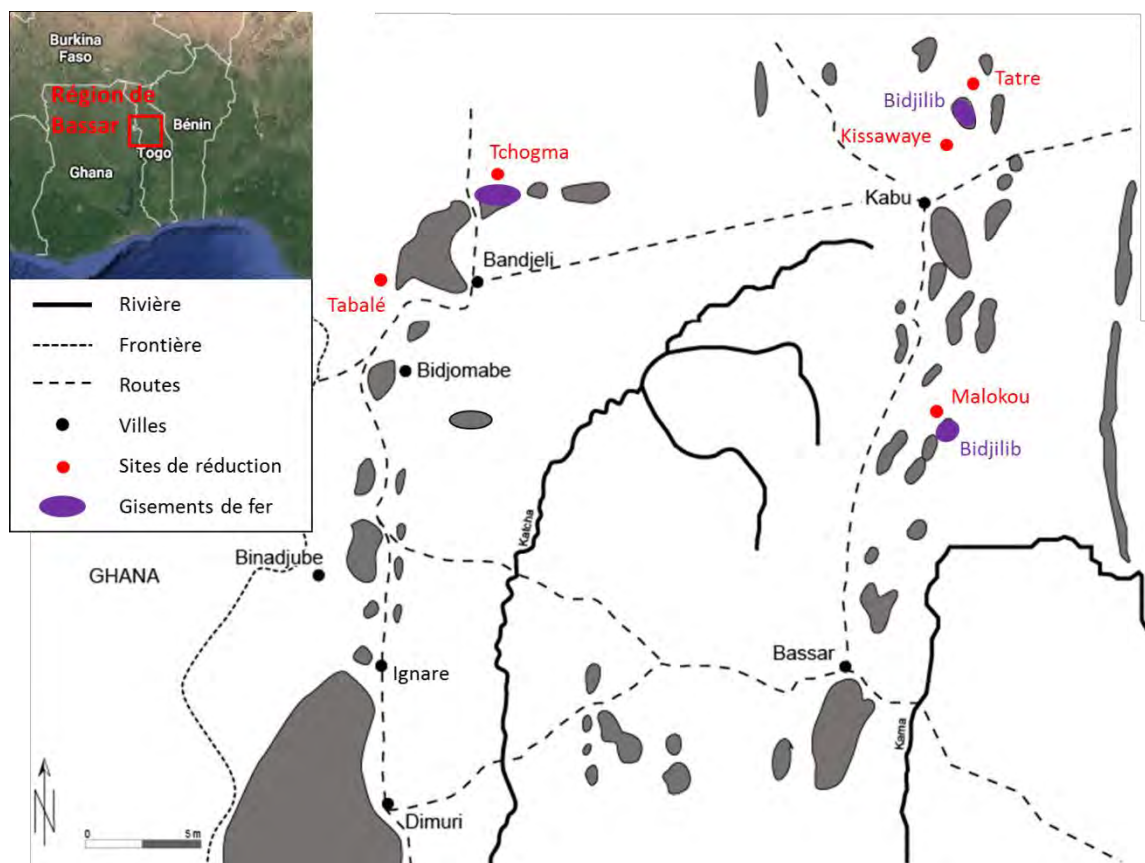 Burkina
Faso
Région de
Bassar
Bénin
Togo
Ghana
Rivière
Frontière
Routes
Villes
Sites de réduction
Gisements de fer
Tatre
Bidjilib
Kissawaye
Tchogma
Kabu
Bandjeli
Tabalé
Bidjomabe
Malokou
Bidjilib
Katcha
Binadjube
GHANA
Bassar
Ignare
Kama
Dimuri
N
0 5 m